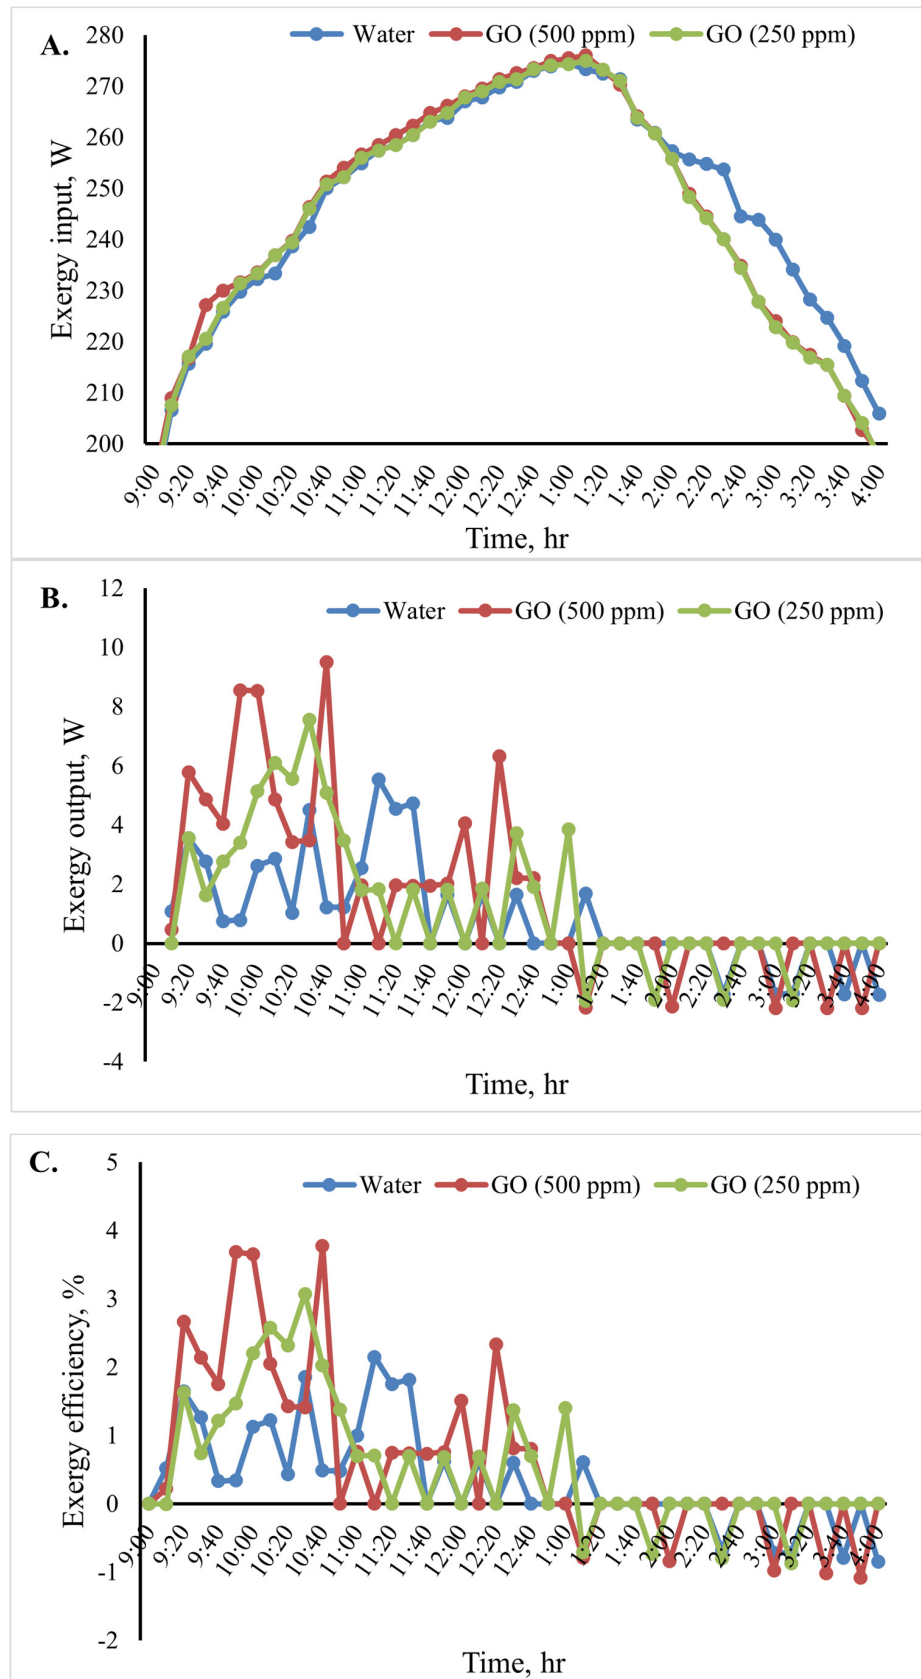 A.
Water GO (500 ppm) GO (250 ppm)
280
270
260
250
240
230
220
210
200
Exergy input, W
9:00 9:20 9:40 10:00 10:20 10:40 11:00 11:20 11:40 12:00 12:20 12:40 1:00 1:20 1:40 2:00 2:20 2:40 3:00 3:20 3:40 4:00
Time, hr
B.
Water GO (500 ppm) GO (250 ppm)
12
10
8
6
4
2
0
-2
-4
Exergy output, W
9:00 9:20 9:40 10:00 10:20 10:40 11:00 11:20 11:40 12:00 12:20 12:40 1:00 1:20 1:40 2:00 2:20 2:40 3:00 3:20 3:40 4:00
Time, hr
C.
Water GO (500 ppm) GO (250 ppm)
5
4
3
2
1
0
-1
-2
Exergy efficiency, %
9:00 9:20 9:40 10:00 10:20 10:40 11:00 11:20 11:40 12:00 12:20 12:40 1:00 1:20 1:40 2:00 2:20 2:40 3:00 3:20 3:40 4:00
Time, hr